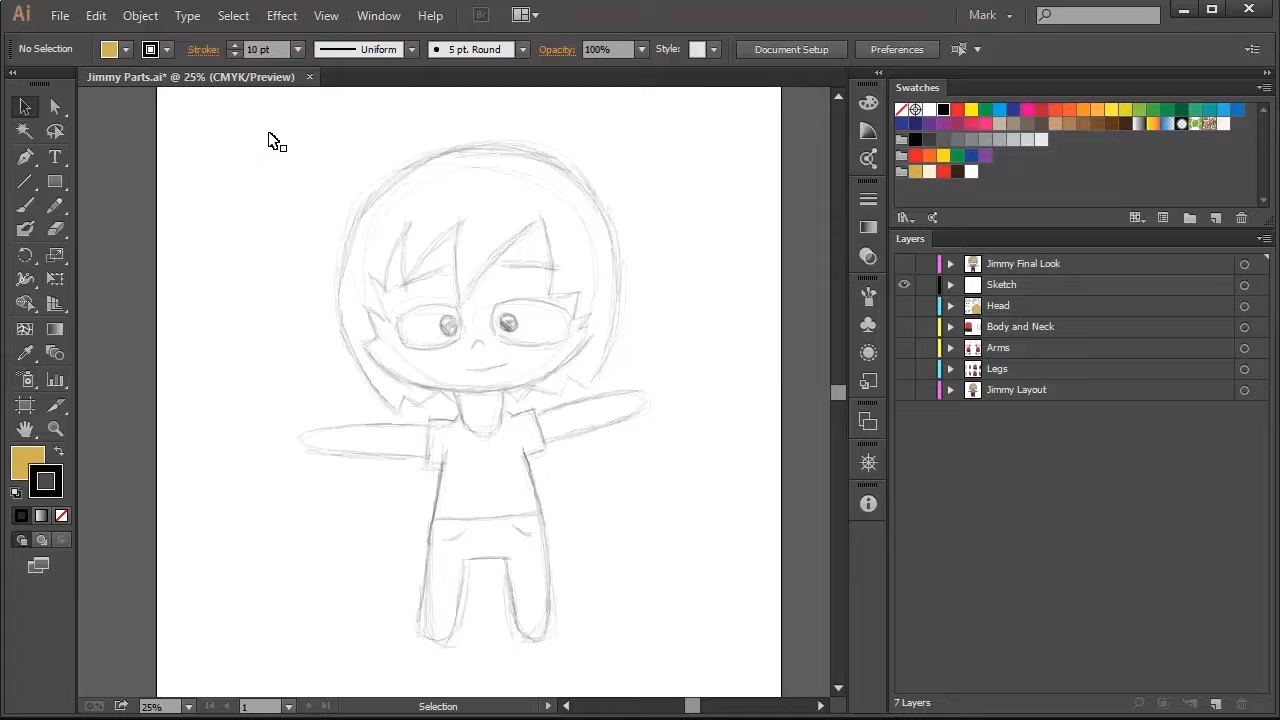 Ai File Edit Object Type Select Effect View Window Help Br Mark
No Selection Stroke: 10 pt Uniform 5 pt. Round Opacity: 100% Style: Document Setup Preferences
Jimmy Parts.ai* @ 25% (CMYK/Preview)
Swatches
Layers
Jimmy Final Look
Sketch
Head
Body and Neck
Arms
Legs
Jimmy Layout
25% 1 Selection
7 Layers